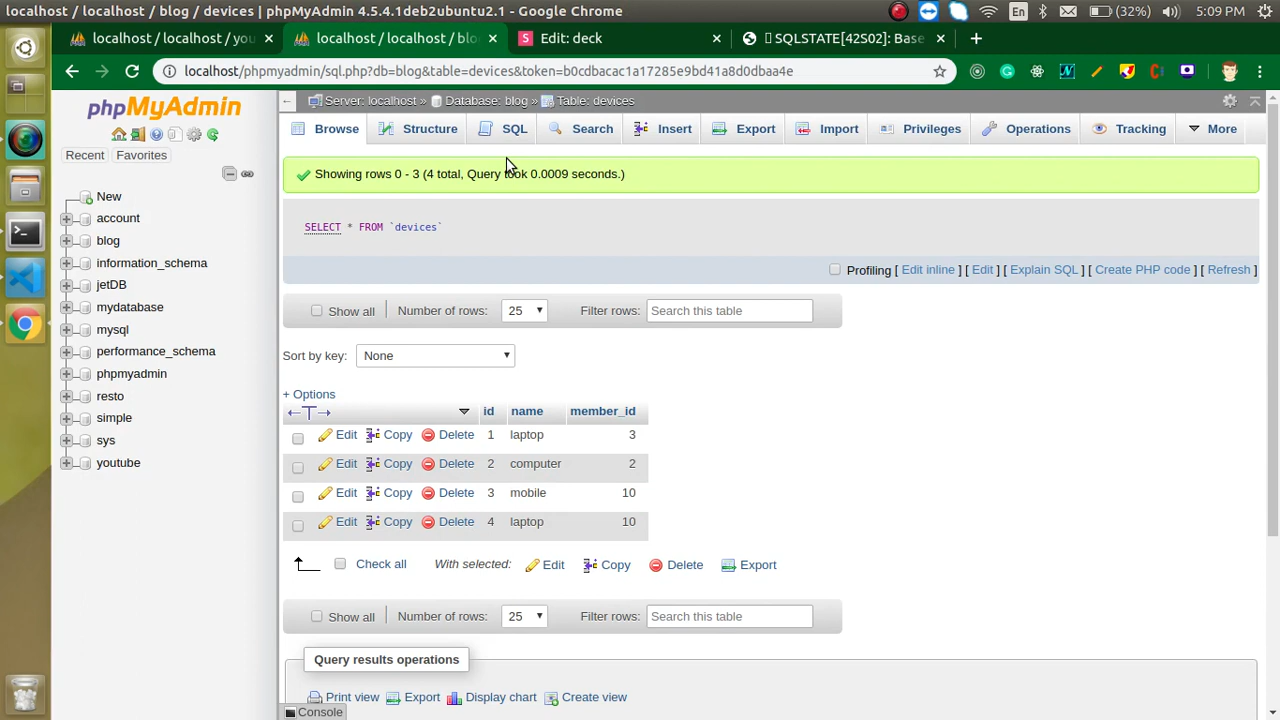 localhost / localhost / blog / devices | phpMyAdmin 4.5.4.1deb2ubuntu2.1 - Google Chrome
En
(32%)
5:09 PM
localhost / localhost / you
localhost / localhost / blo
Edit: deck
SQLSTATE[42S02]: Base
localhost/phpmyadmin/sql.php?db=blog&table=devices&token=b0cdbacac1a17285e9bd41a8d0dbaa4e
phpMyAdmin
Recent
Favorites
New
account
blog
information_schema
jetDB
mydatabase
mysql
performance_schema
phpmyadmin
resto
simple
sys
youtube
Server: localhost » Database: blog » Table: devices
Browse Structure SQL Search Insert Export Import Privileges Operations Tracking More
Showing rows 0 - 3 (4 total, Query took 0.0009 seconds.)
SELECT * FROM `devices`
Profiling [ Edit inline ] [ Edit ] [ Explain SQL ] [ Create PHP code ] [ Refresh ]
Show all Number of rows: 25 Filter rows: Search this table
Sort by key: None
+ Options
id name member_id
Edit Copy Delete 1 laptop 3
Edit Copy Delete 2 computer 2
Edit Copy Delete 3 mobile 10
Edit Copy Delete 4 laptop 10
Check all With selected: Edit Copy Delete Export
Show all Number of rows: 25 Filter rows: Search this table
Query results operations
Print view Export Display chart Create view
Console